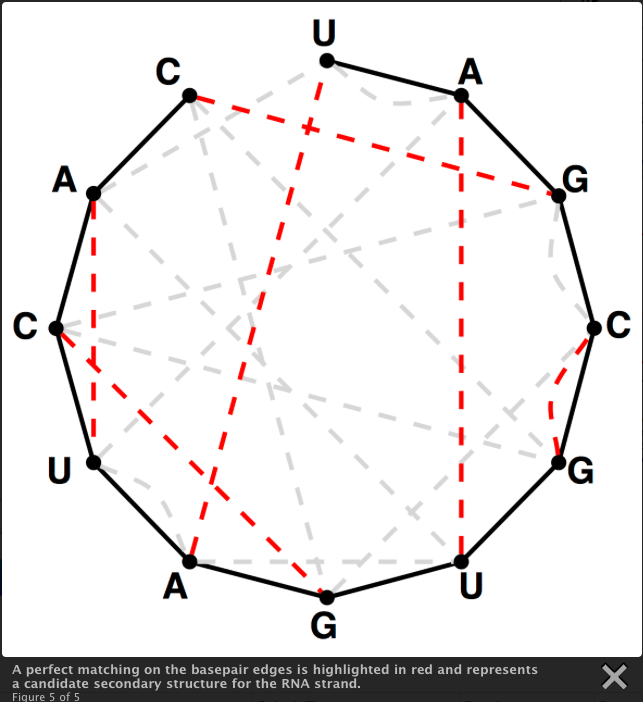 U
C
A
A
G
C
C
U
G
A
U
G
A perfect matching on the basepair edges is highlighted in red and represents
a candidate secondary structure for the RNA strand.
Figure 5 of 5